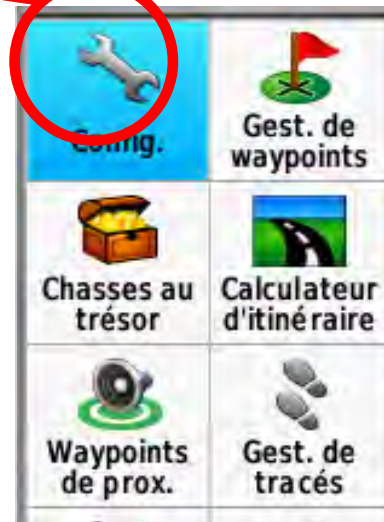 Config.
Gest. de
waypoints
Chasses au
trésor
Calculateur
d'itinéraire
Waypoints
de prox.
Gest. de
tracés